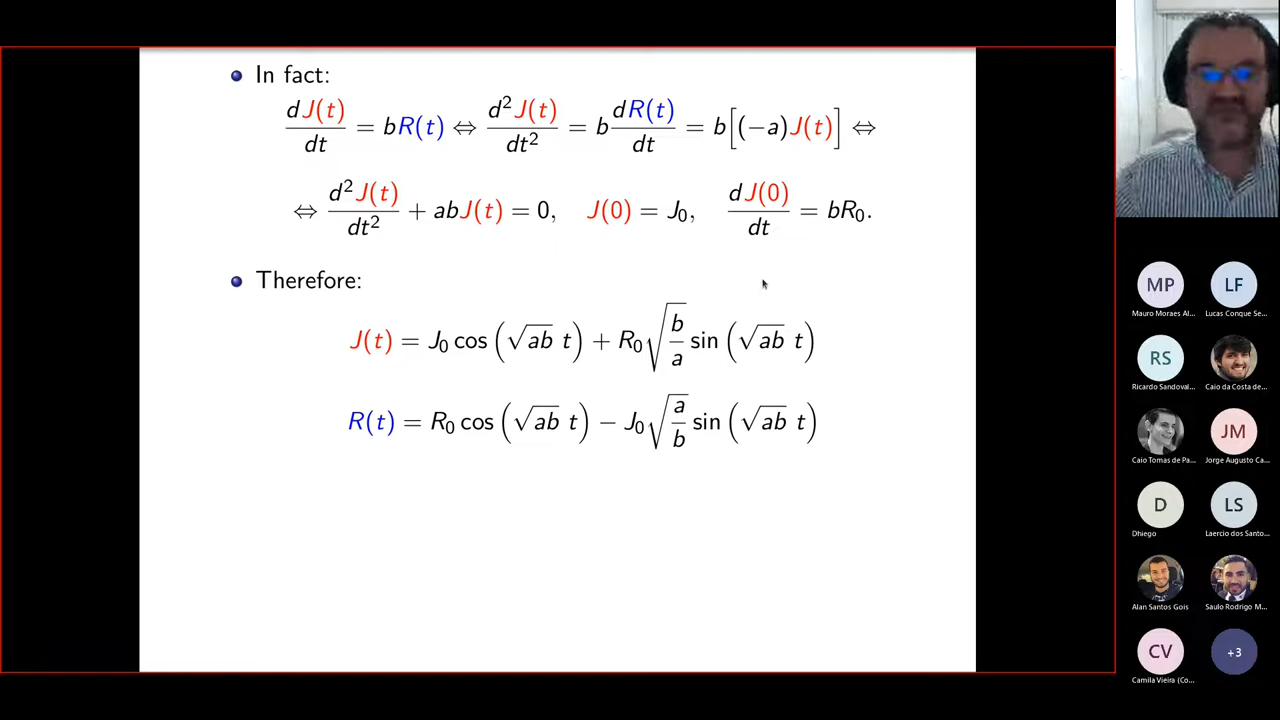 In fact:
dJ(t)/dt = bR(t) ⇔ d²J(t)/dt² = b dR(t)/dt = b[(−a)J(t)] ⇔
⇔ d²J(t)/dt² + abJ(t) = 0, J(0) = J₀, dJ(0)/dt = bR₀.
Therefore:
J(t) = J₀ cos (√ab t) + R₀ √(b/a) sin (√ab t)
R(t) = R₀ cos (√ab t) − J₀ √(a/b) sin (√ab t)
MP LF
Mauro Moraes Al... Lucas Conque Se...
RS
Ricardo Sandoval... Caio da Costa de...
JM
Caio Tomas de Pa... Jorge Augusto Ca...
D LS
Dhiego Laercio dos Santo...
Alan Santos Gois Saulo Rodrigo M...
CV +3
Camila Vieira (Co...